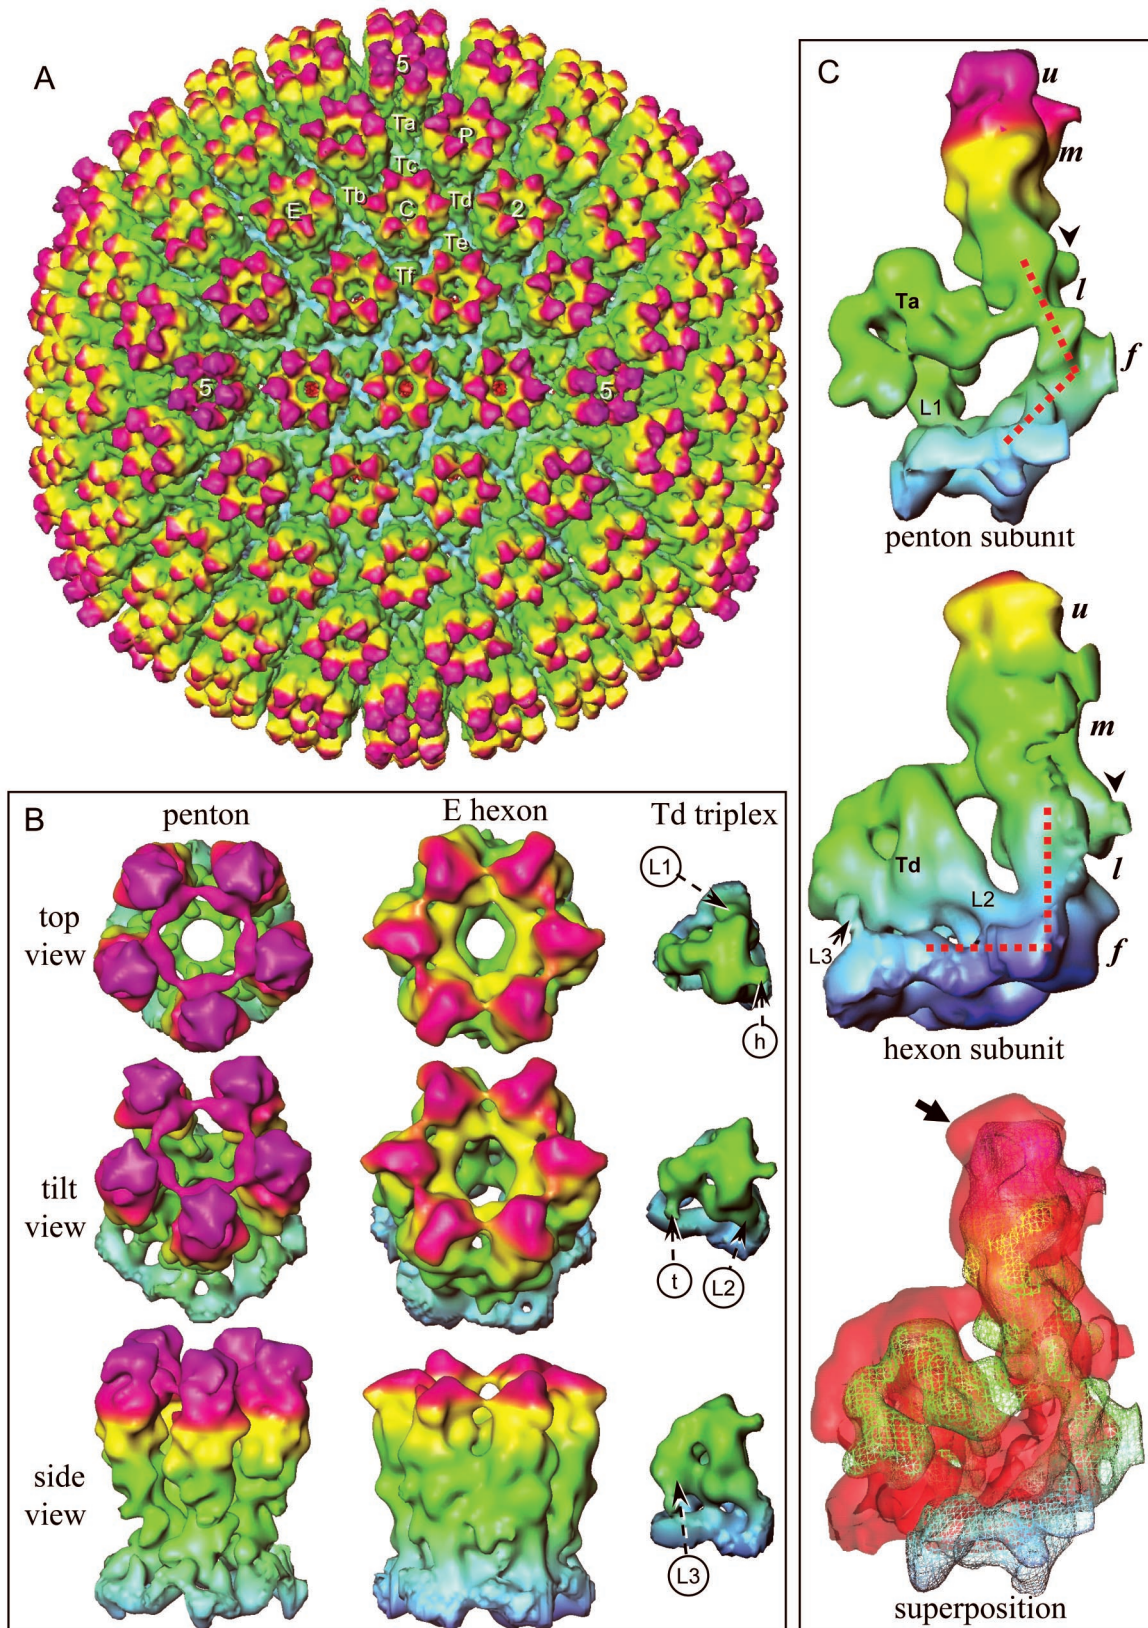 A
5
Ta
P
Tc
Tb
Td
E
C
2
Te
Tf
5
5
B
penton
E hexon
Td triplex
top
view
L1
h
tilt
view
t
L2
side
view
L3
C
u
m
l
Ta
f
L1
penton subunit
u
m
l
Td
L2
L3
f
hexon subunit
superposition